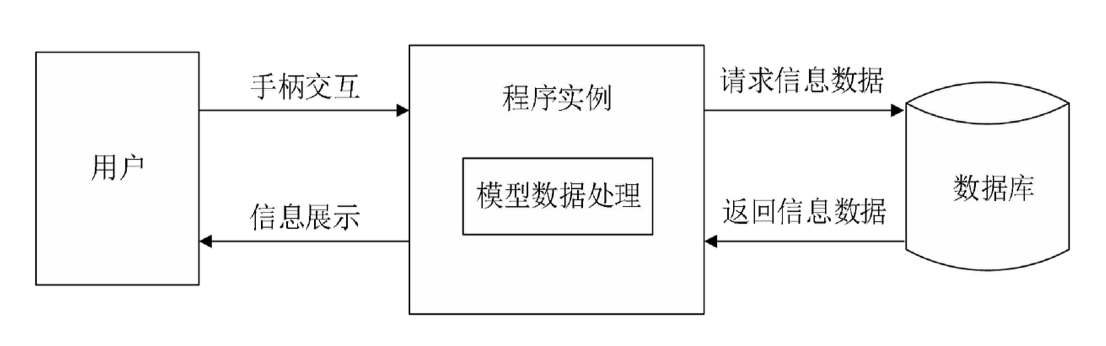 用户
手柄交互
信息展示
程序实例
模型数据处理
请求信息数据
返回信息数据
数据库